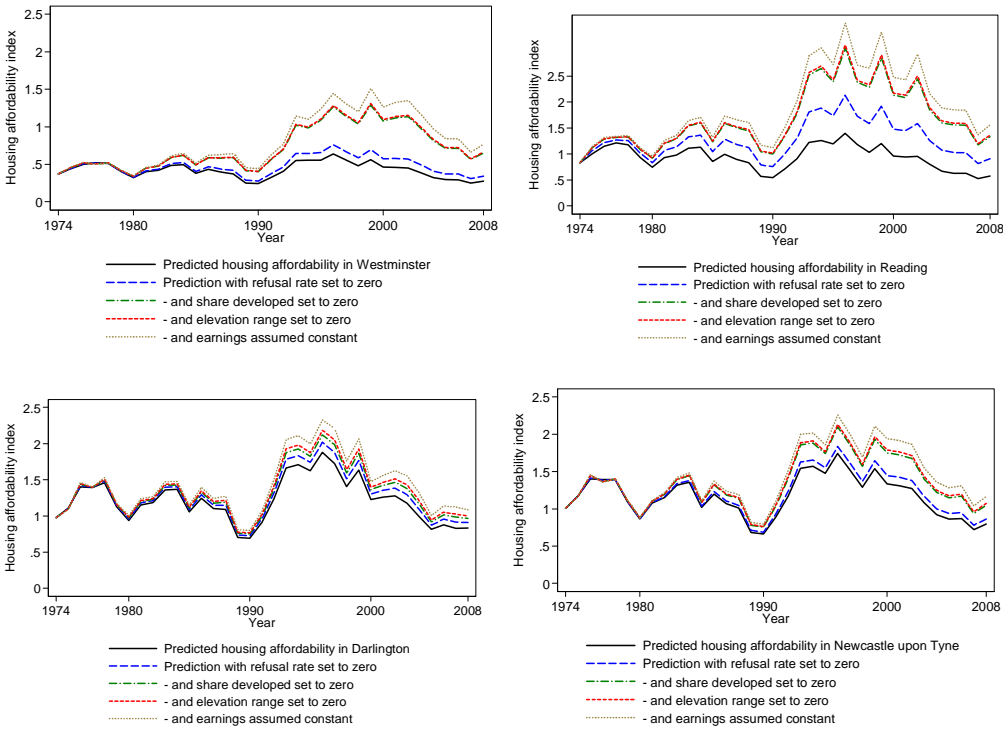 Housing affordability index
2.5
2
1.5
1
.5
0
1974
1980
1990
2000
2008
Year
Predicted housing affordability in Westminster
Prediction with refusal rate set to zero
- and share developed set to zero
- and elevation range set to zero
- and earnings assumed constant
Housing affordability index
2.5
2
1.5
1
.5
0
1974
1980
1990
2000
2008
Year
Predicted housing affordability in Reading
Prediction with refusal rate set to zero
- and share developed set to zero
- and elevation range set to zero
- and earnings assumed constant
Housing affordability index
2.5
2
1.5
1
.5
0
1974
1980
1990
2000
2008
Year
Predicted housing affordability in Darlington
Prediction with refusal rate set to zero
- and share developed set to zero
- and elevation range set to zero
- and earnings assumed constant
Housing affordability index
2.5
2
1.5
1
.5
0
1974
1980
1990
2000
2008
Year
Predicted housing affordability in Newcastle upon Tyne
Prediction with refusal rate set to zero
- and share developed set to zero
- and elevation range set to zero
- and earnings assumed constant